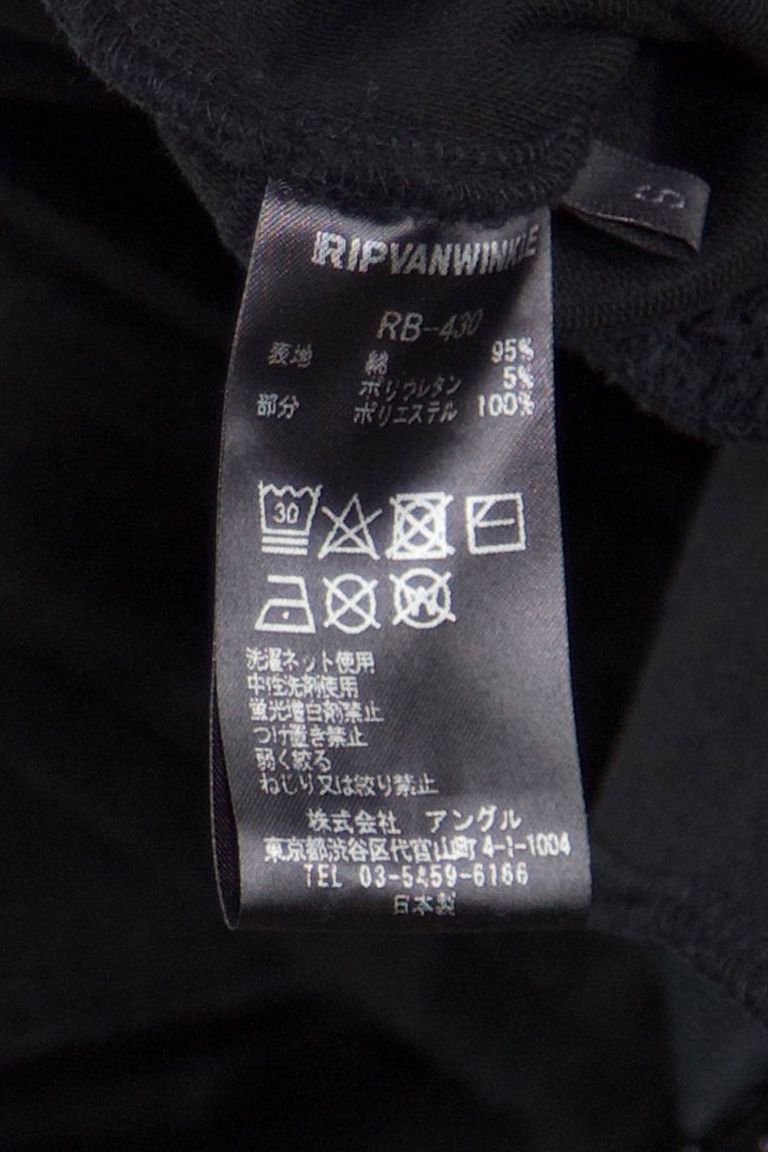 S
RIPVANWINKLE
RB-430
表地 綿 95%
ポリウレタン 5%
部分 ポリエステル 100%
30
W
洗濯ネット使用
中性洗剤使用
蛍光増白剤禁止
つけ置き禁止
弱く絞る
ねじり又は絞り禁止
株式会社 アングル
東京都渋谷区代官山町4-1-1004
TEL 03-5459-6166
日本製